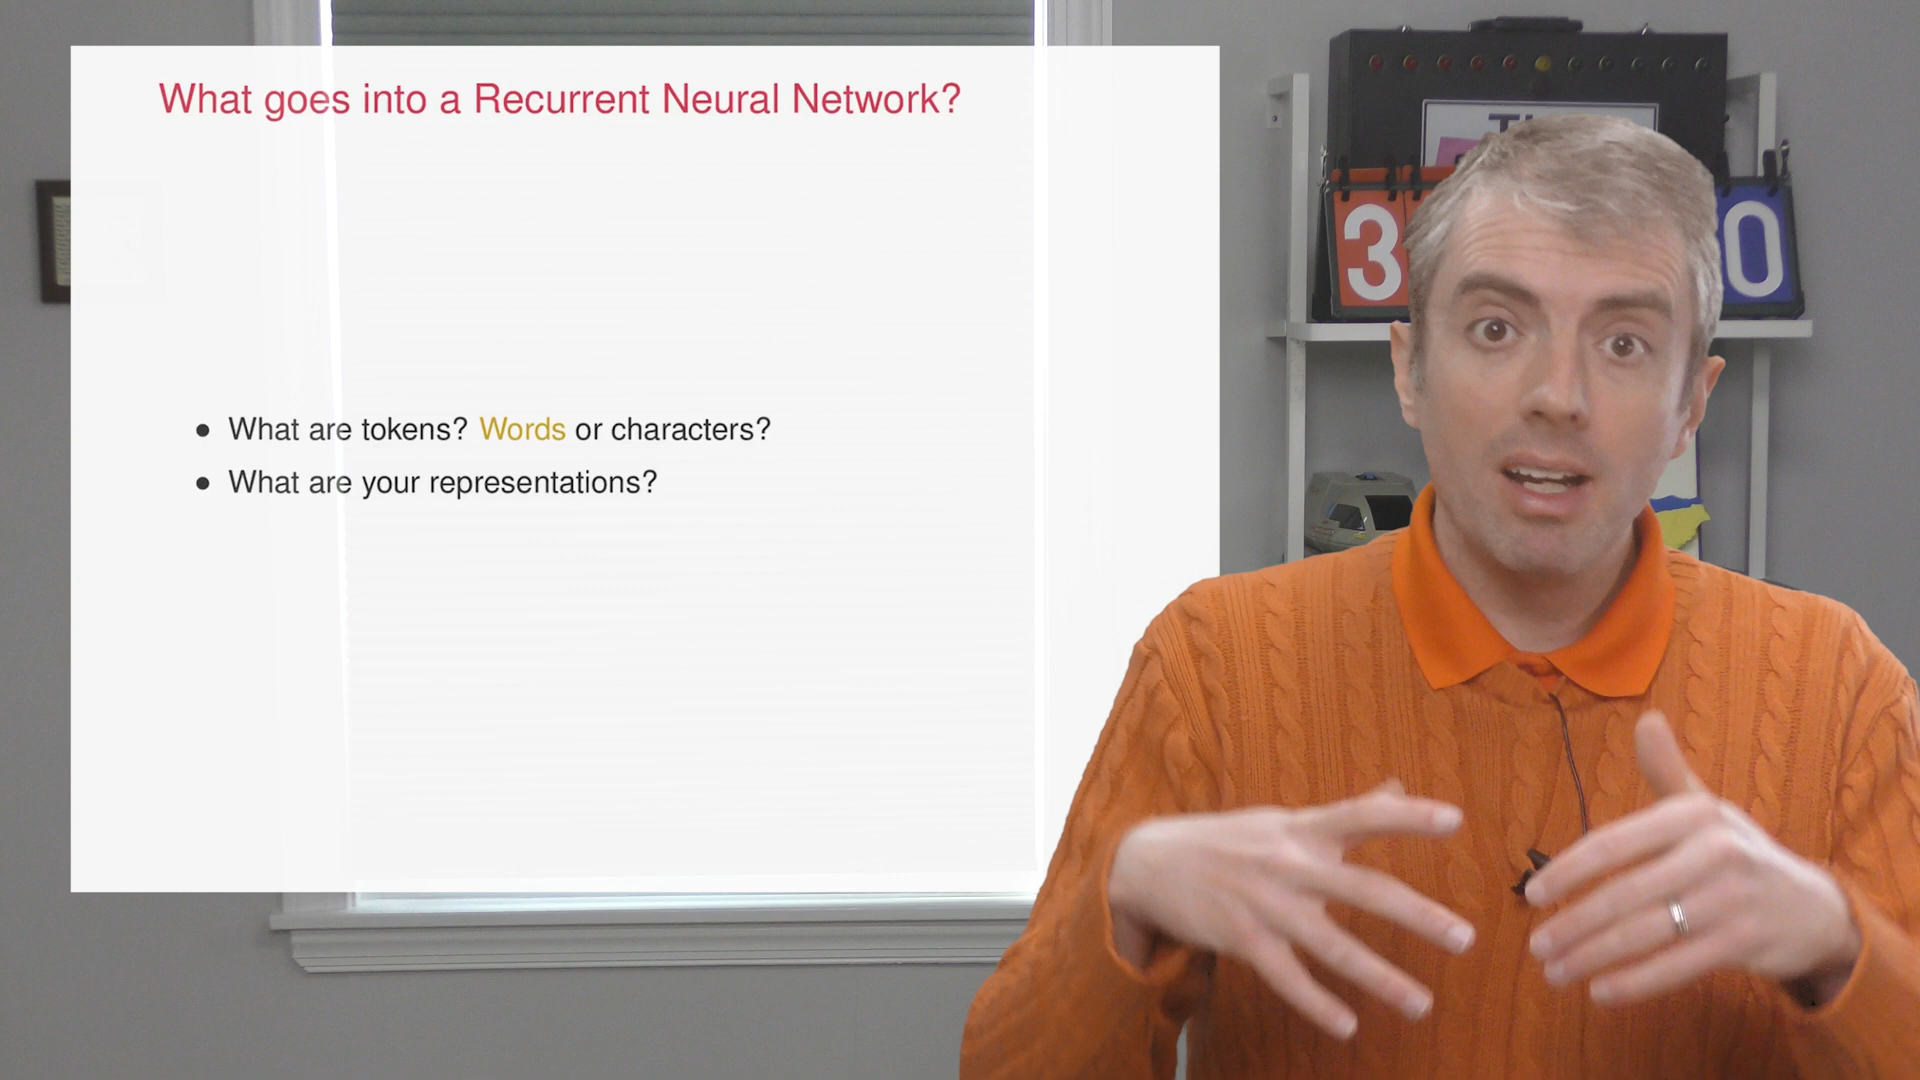 What goes into a Recurrent Neural Network?
• What are tokens? Words or characters?
• What are your representations?
3
0